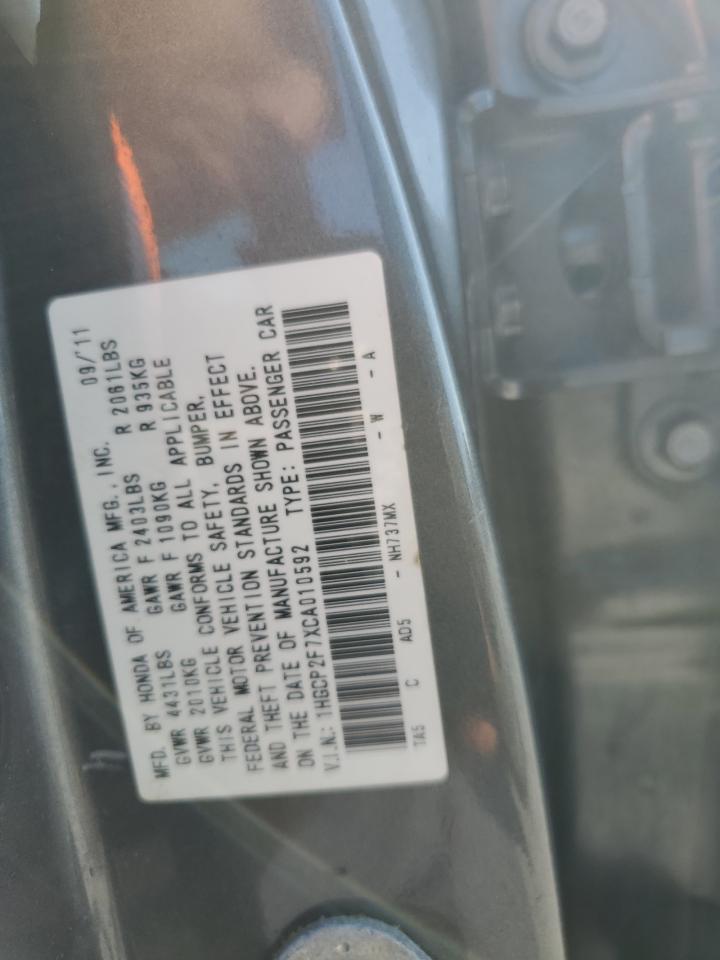 MFD. BY HONDA OF AMERICA MFG., INC. 09/'11
GVWR 4431LBS GAWR F 2403LBS R 2061LBS
GVWR 2010KG GAWR F 1090KG R 935KG
THIS VEHICLE CONFORMS TO ALL APPLICABLE
FEDERAL MOTOR VEHICLE SAFETY, BUMPER,
AND THEFT PREVENTION STANDARDS IN EFFECT
ON THE DATE OF MANUFACTURE SHOWN ABOVE.
V.I.N.: 1HGCP2F7XCA010592 TYPE: PASSENGER CAR
TA5 C AD5 - NH737MX - W - A